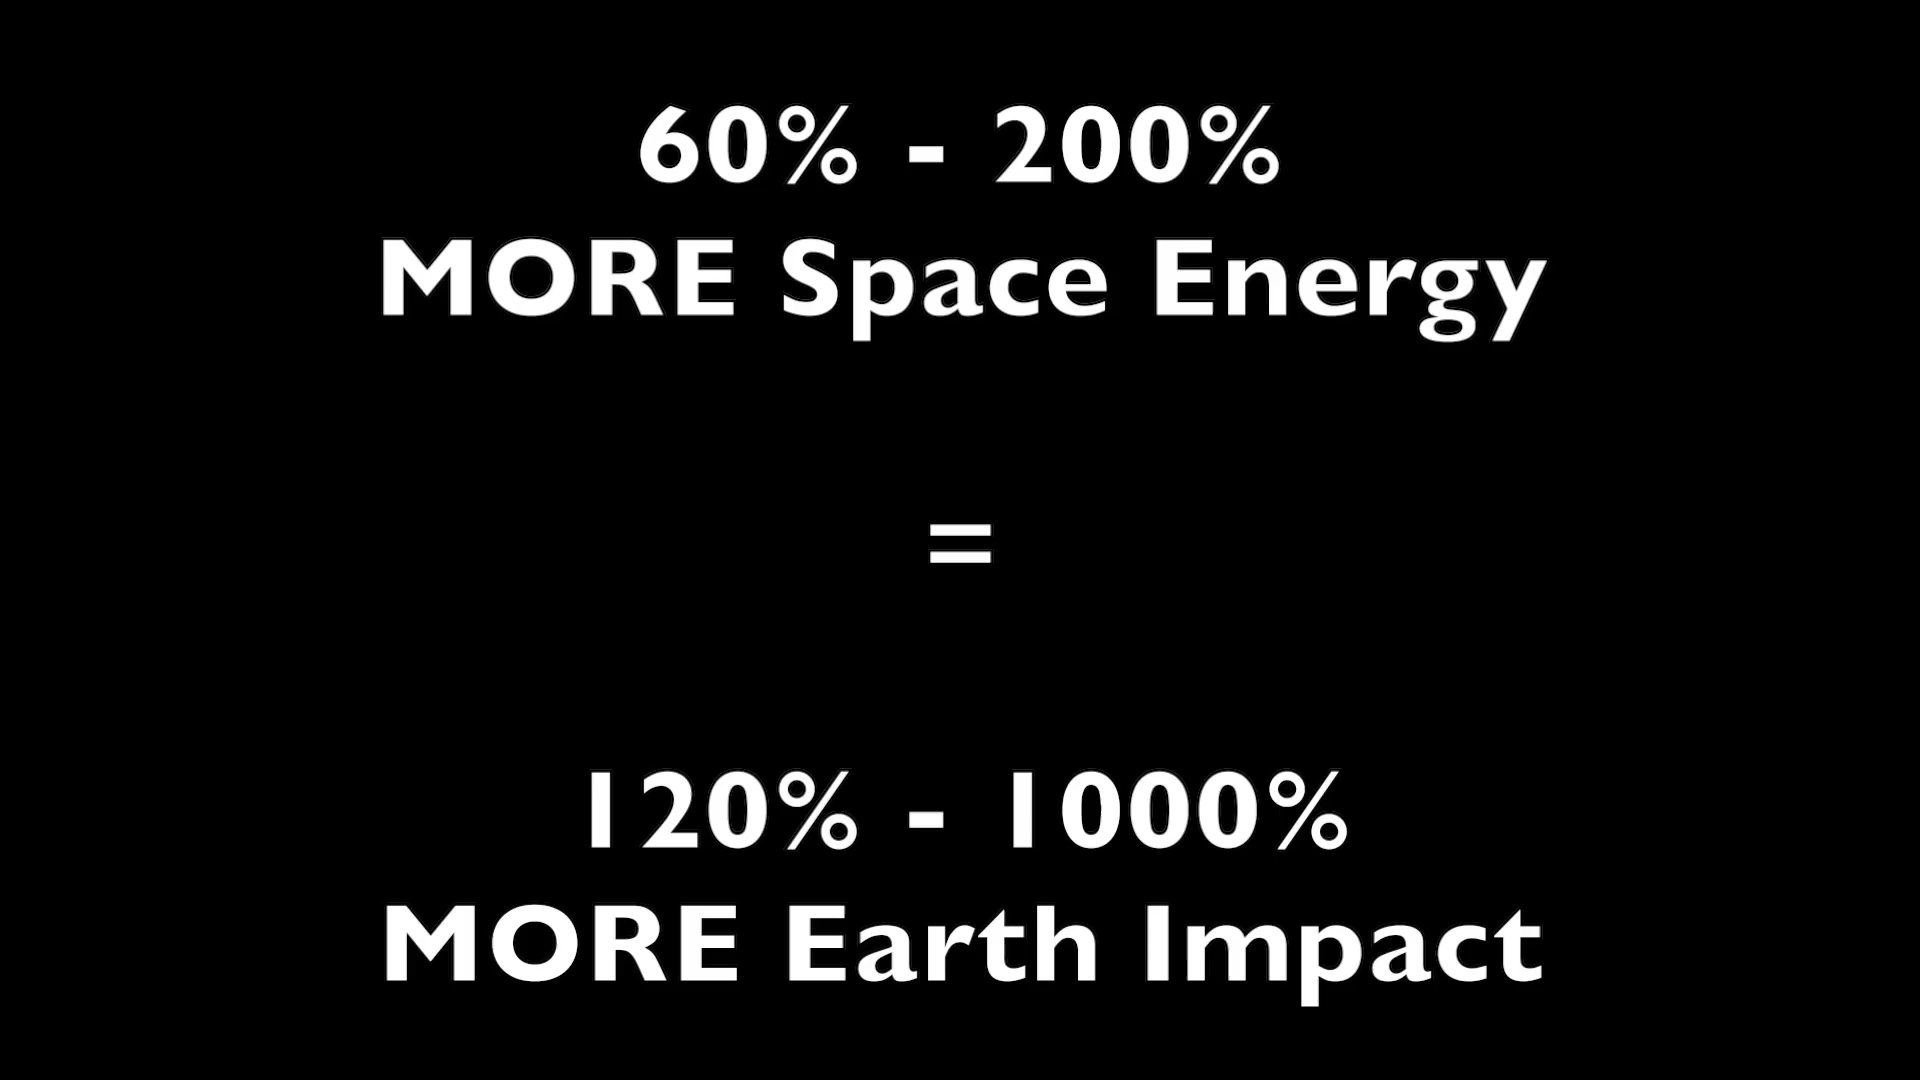 60% - 200%
MORE Space Energy
=
120% - 1000%
MORE Earth Impact